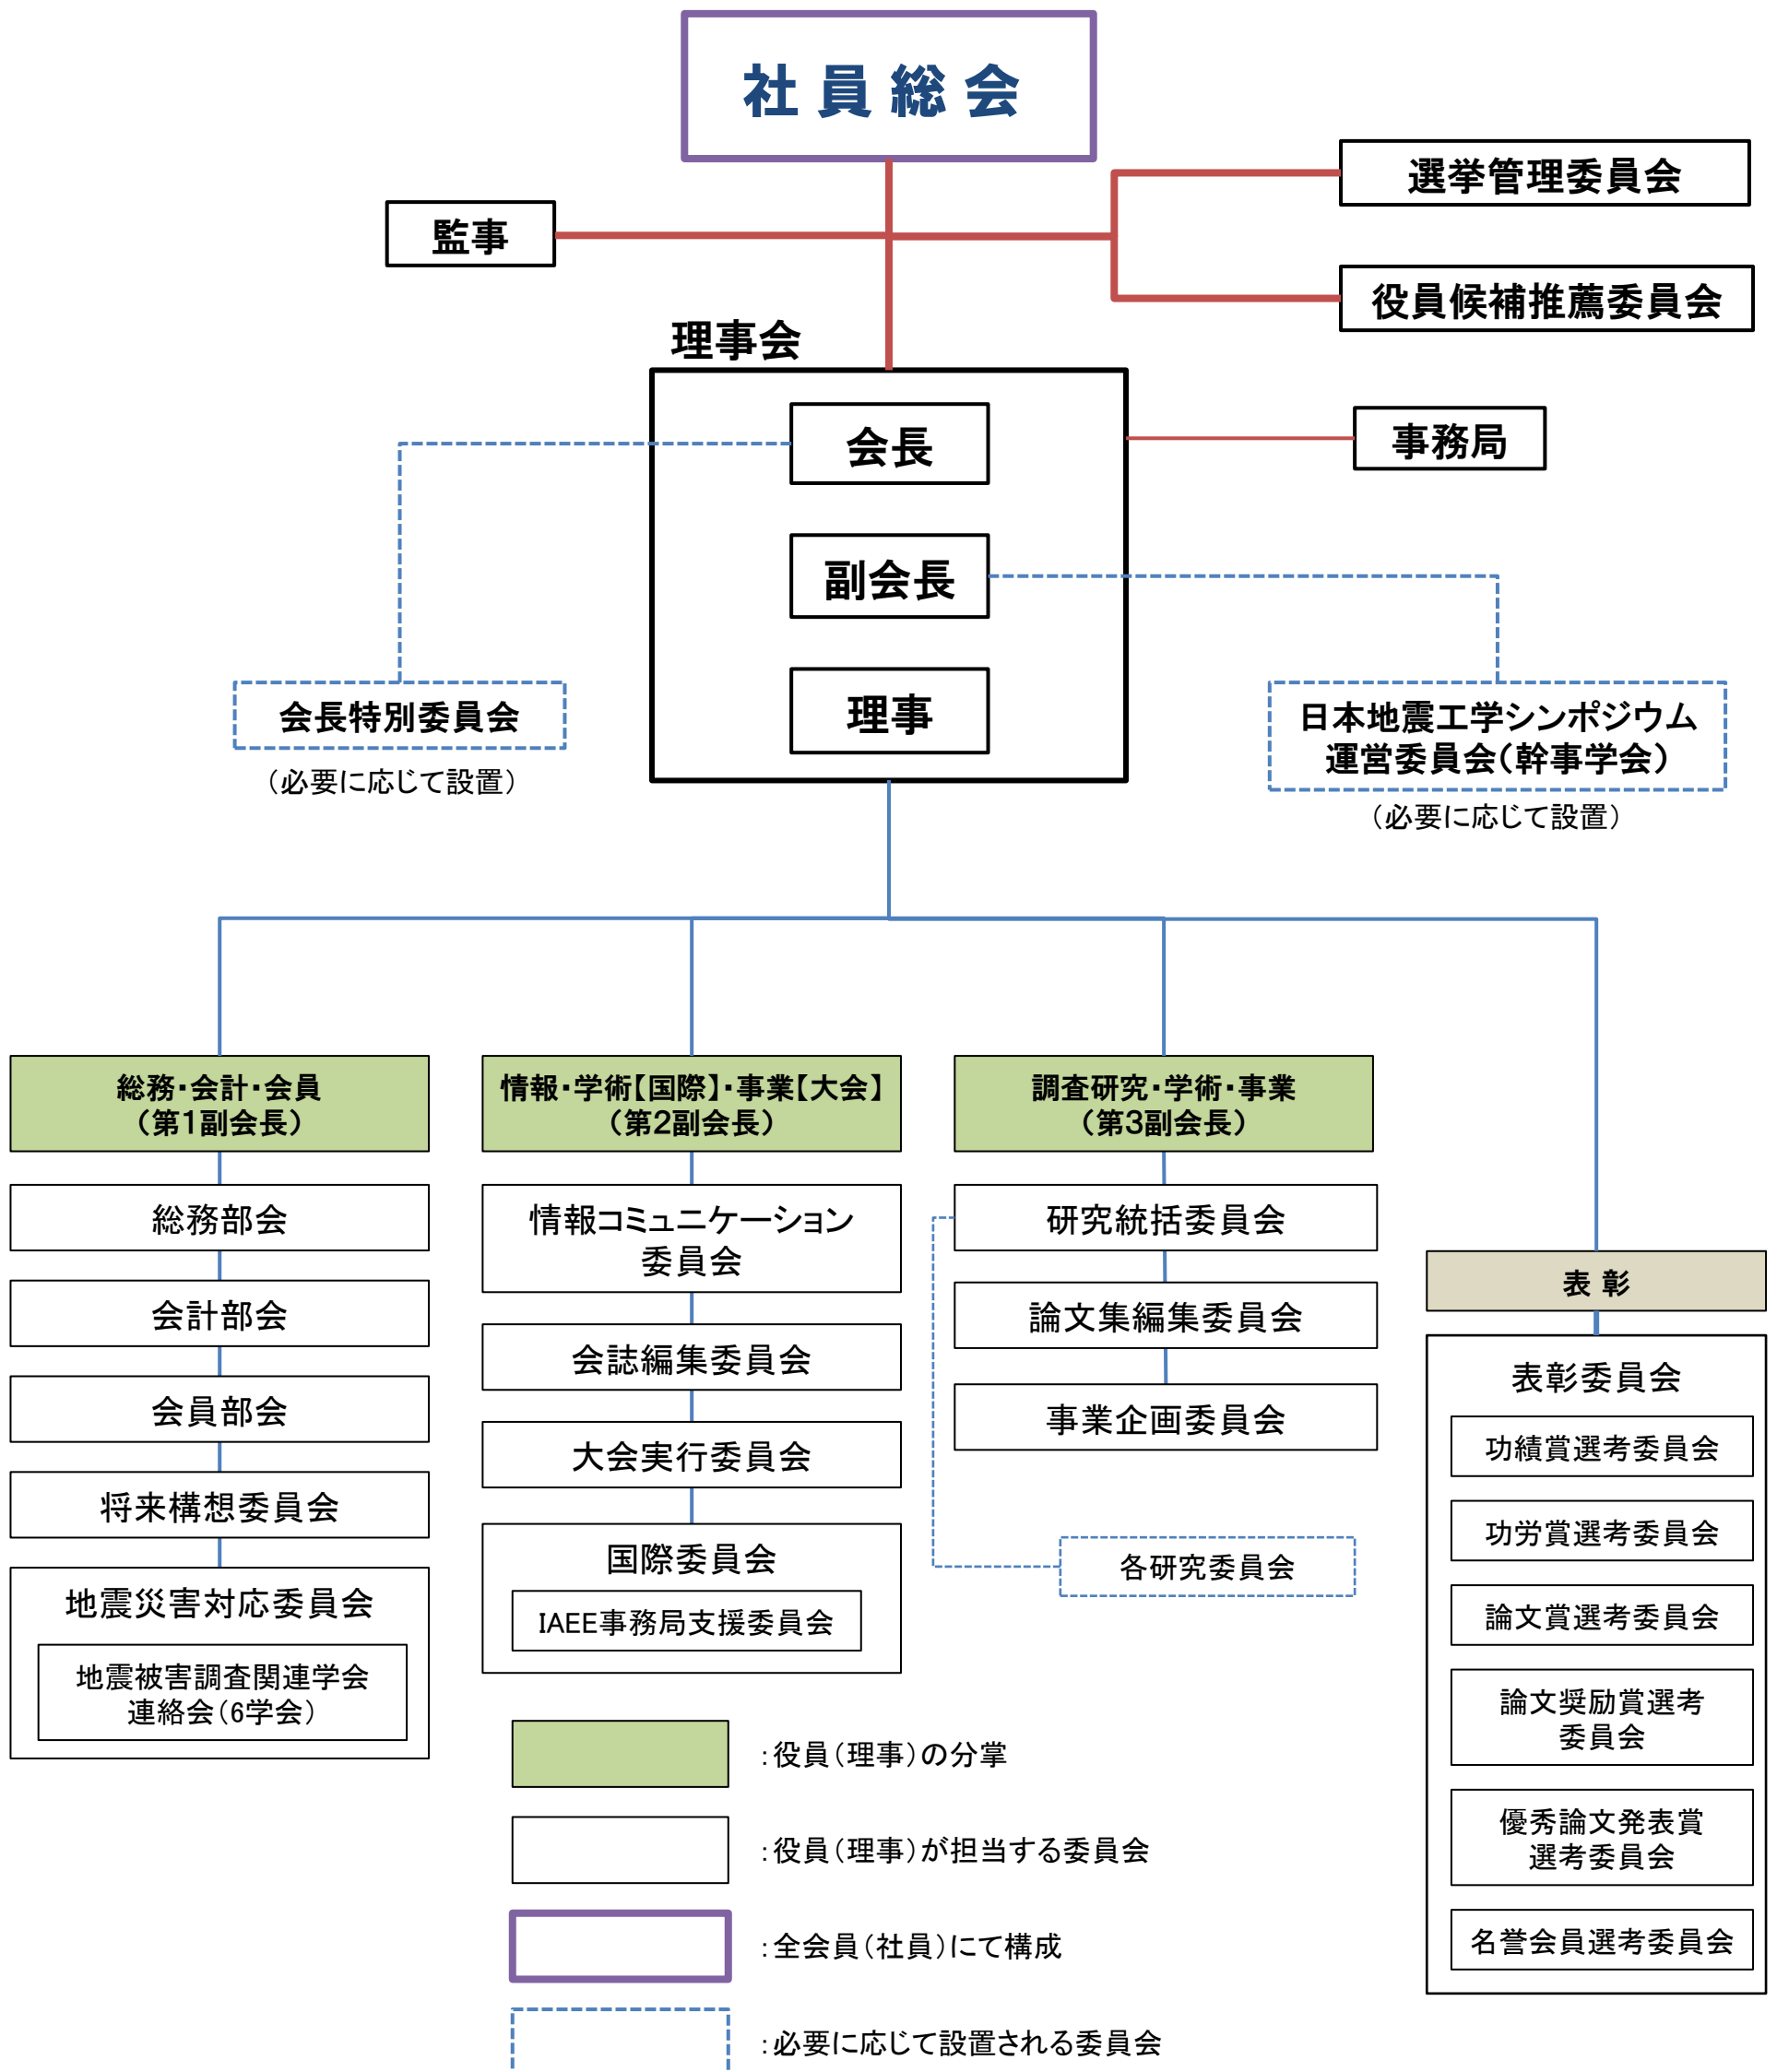 社員総会
選挙管理委員会
監事
役員候補推薦委員会
理事会
会長
事務局
副会長
理事
会長特別委員会
（必要に応じて設置）
日本地震工学シンポジウム
運営委員会（幹事学会）
（必要に応じて設置）
総務・会計・会員
（第1副会長）
総務部会
会計部会
会員部会
将来構想委員会
地震災害対応委員会
地震被害調査関連学会
連絡会（6学会）
情報・学術【国際】・事業【大会】
（第2副会長）
情報コミュニケーション
委員会
会誌編集委員会
大会実行委員会
国際委員会
IAEE事務局支援委員会
調査研究・学術・事業
（第3副会長）
研究統括委員会
論文集編集委員会
事業企画委員会
各研究委員会
表 彰
表彰委員会
功績賞選考委員会
功労賞選考委員会
論文賞選考委員会
論文奨励賞選考
委員会
優秀論文発表賞
選考委員会
名誉会員選考委員会
：役員（理事）の分掌
：役員（理事）が担当する委員会
：全会員（社員）にて構成
：必要に応じて設置される委員会